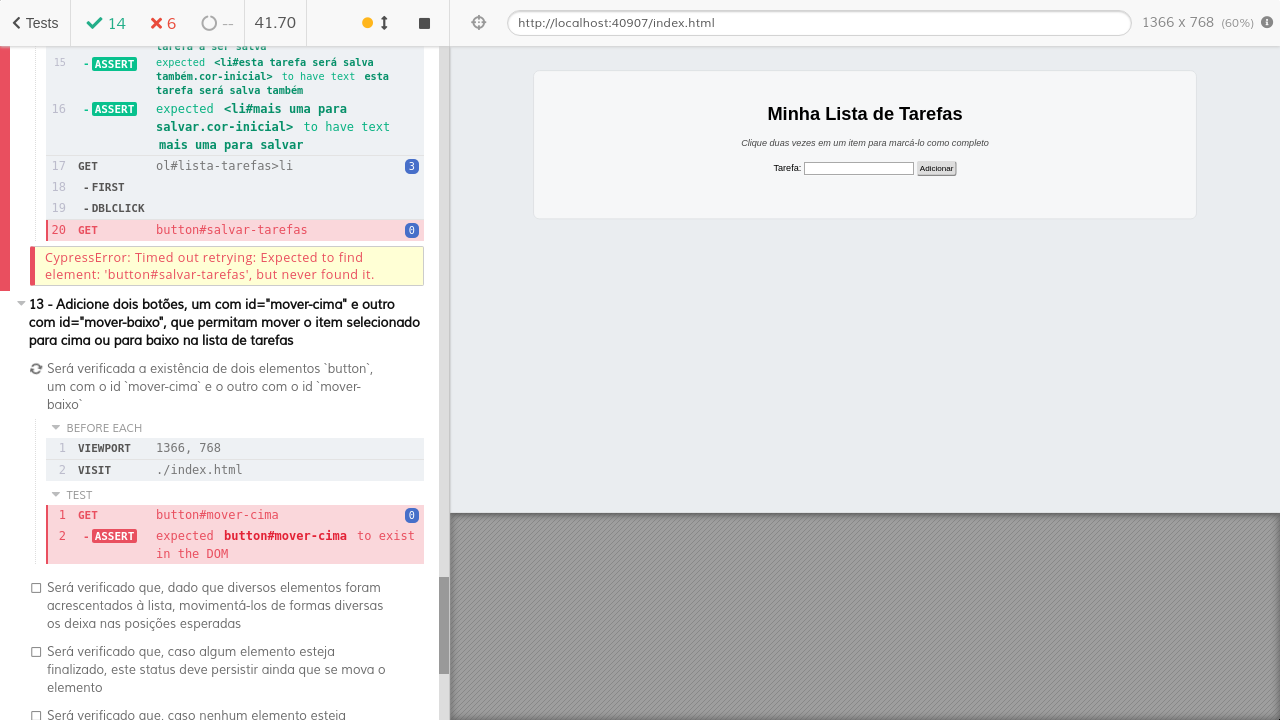 Tests 14 6 -- 41.70
http://localhost:40907/index.html 1366 x 768 (60%)
tarefa a ser salva
15 - ASSERT expected <li#esta tarefa será salva
também.cor-inicial> to have text esta
tarefa será salva também
16 - ASSERT expected <li#mais uma para
salvar.cor-inicial> to have text
mais uma para salvar
17 GET ol#lista-tarefas>li 3
18 - FIRST
19 - DBLCLICK
20 GET button#salvar-tarefas 0
CypressError: Timed out retrying: Expected to find
element: 'button#salvar-tarefas', but never found it.
13 - Adicione dois botões, um com id="mover-cima" e outro
com id="mover-baixo", que permitam mover o item selecionado
para cima ou para baixo na lista de tarefas
Será verificada a existência de dois elementos `button`,
um com o id `mover-cima` e o outro com o id `mover-
baixo`
BEFORE EACH
1 VIEWPORT 1366, 768
2 VISIT ./index.html
TEST
1 GET button#mover-cima 0
2 - ASSERT expected button#mover-cima to exist
in the DOM
Será verificado que, dado que diversos elementos foram
acrescentados à lista, movimentá-los de formas diversas
os deixa nas posições esperadas
Será verificado que, caso algum elemento esteja
finalizado, este status deve persistir ainda que se mova o
elemento
Será verificado que, caso nenhum elemento esteja
Minha Lista de Tarefas
Clique duas vezes em um item para marcá-lo como completo
Tarefa: Adicionar